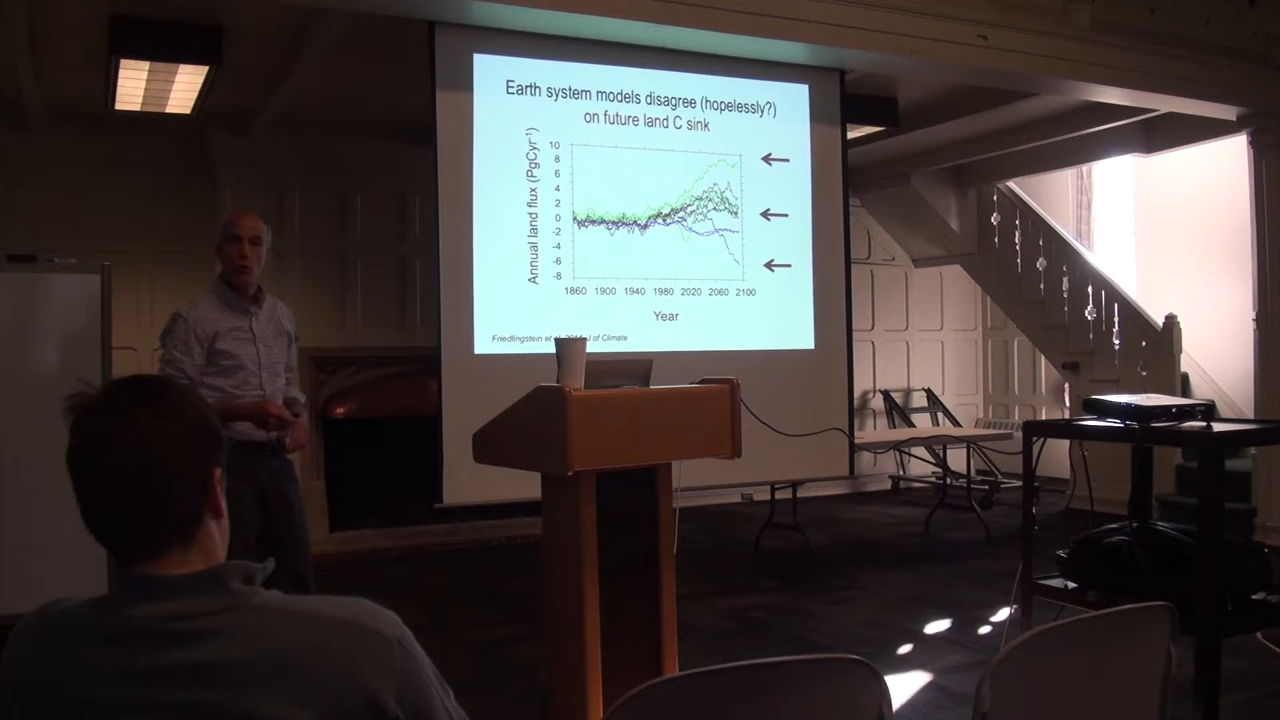 Earth system models disagree (hopelessly?)
on future land C sink
Annual land flux (PgCyr⁻¹)
10
8
6
4
2
0
-2
-4
-6
-8
1860 1900 1940 1980 2020 2060 2100
Year
Friedlingstein et J of Climate